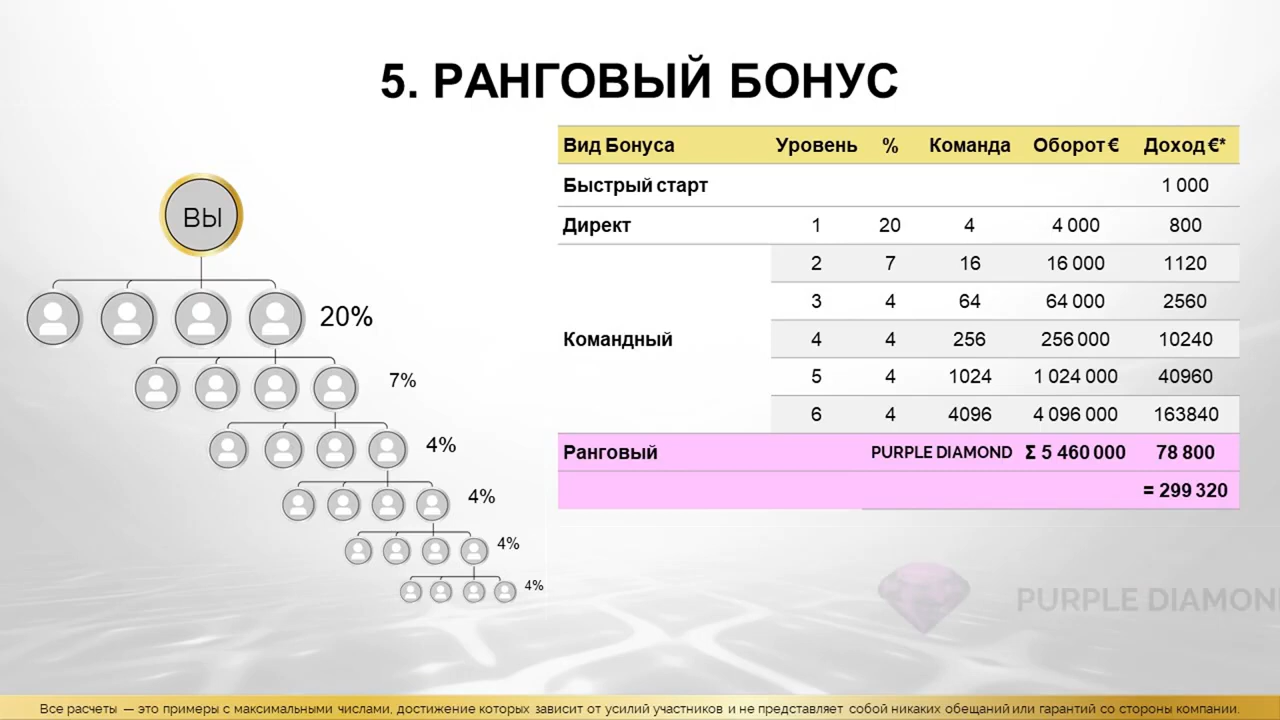 5. РАНГОВЫЙ БОНУС
ВЫ
20%
7%
4%
4%
4%
4%
Вид Бонуса Уровень % Команда Оборот € Доход €*
Быстрый старт 1 000
Директ 1 20 4 4 000 800
2 7 16 16 000 1120
3 4 64 64 000 2560
Командный 4 4 256 256 000 10240
5 4 1024 1 024 000 40960
6 4 4096 4 096 000 163840
Ранговый PURPLE DIAMOND Σ 5 460 000 78 800
= 299 320
PURPLE DIAMON
Все расчеты — это примеры с максимальными числами, достижение которых зависит от усилий участников и не представляет собой никаких обещаний или гарантий со стороны компании.